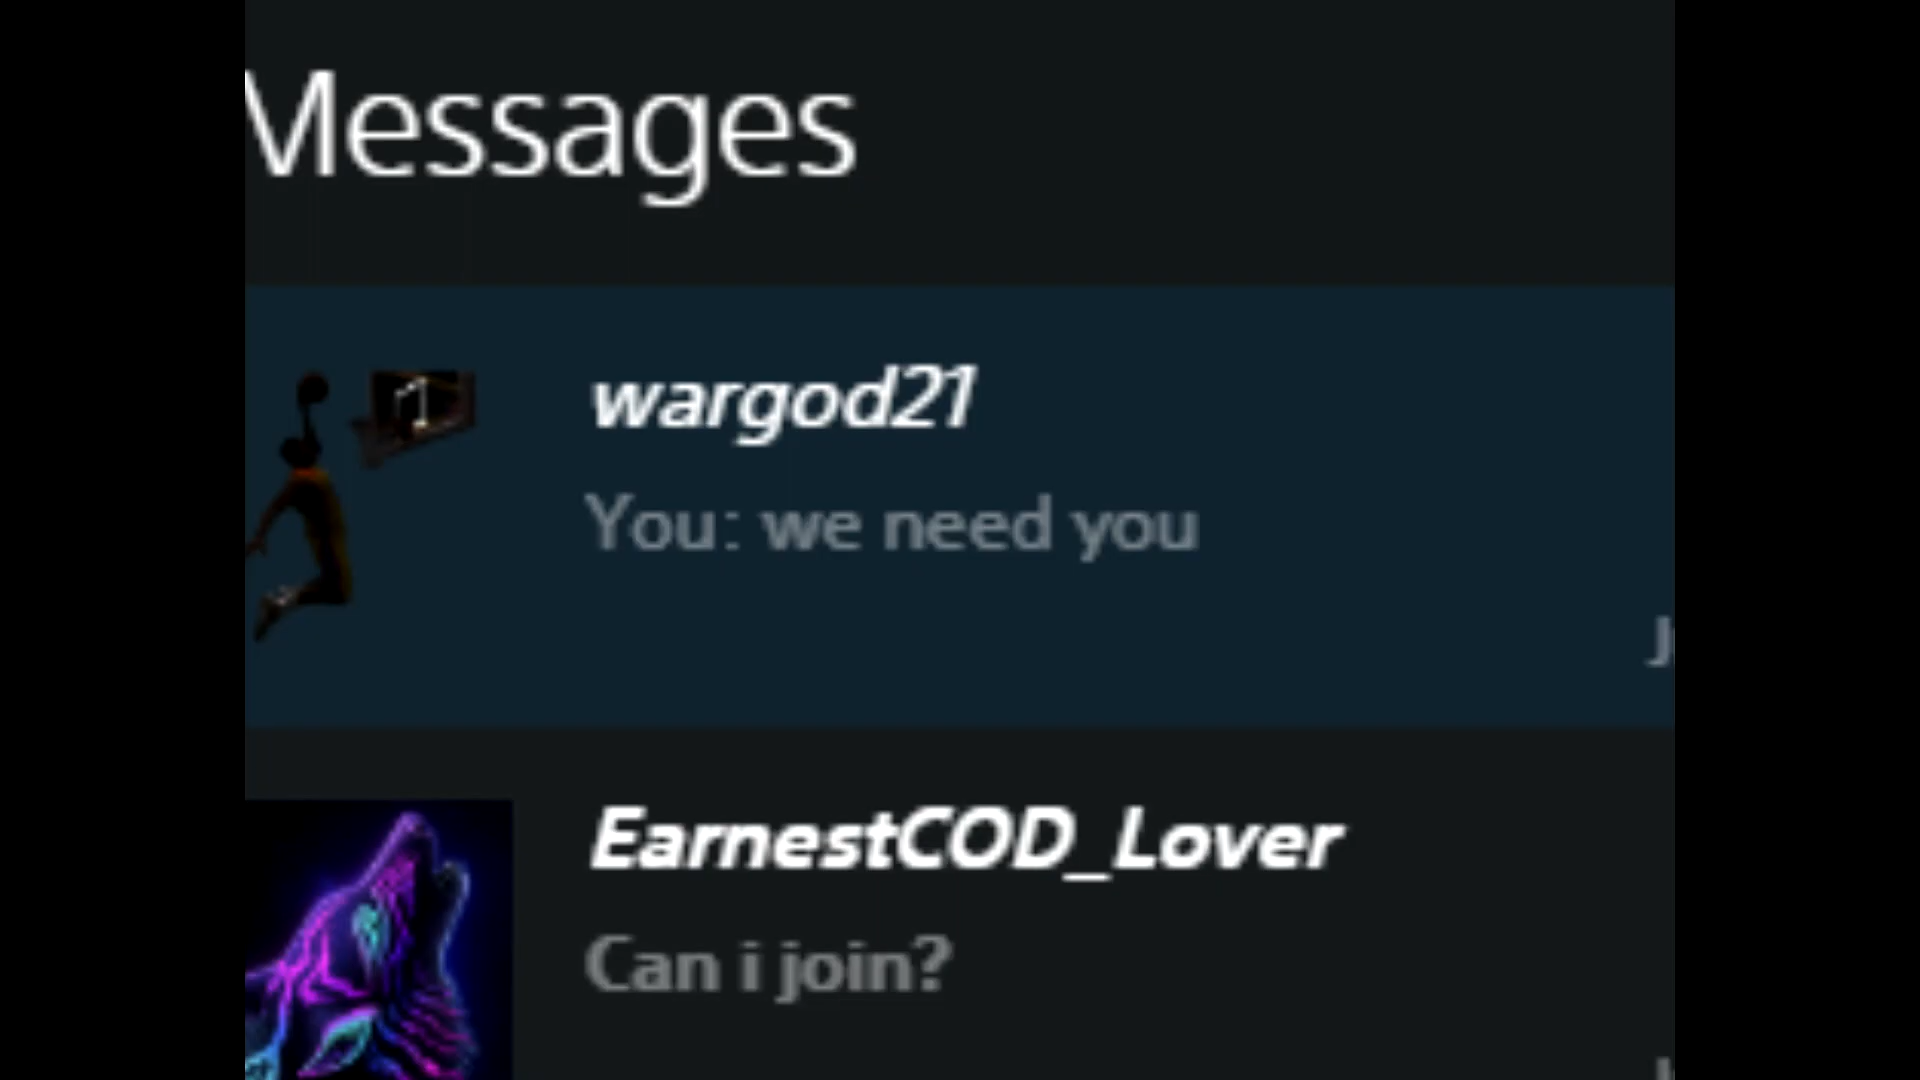 Messages
wargod21
You: we need you
EarnestCOD_Lover
Can i join?